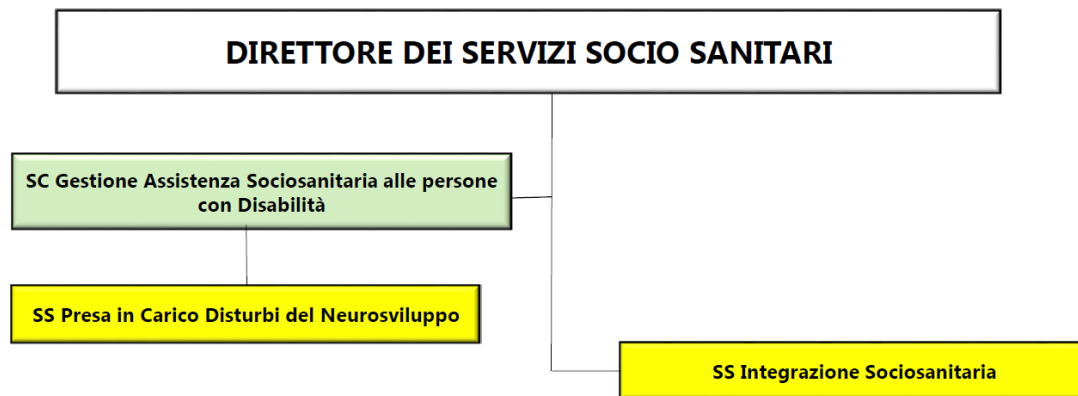 DIRETTORE DEI SERVIZI SOCIO SANITARI
SC Gestione Assistenza Sociosanitaria alle persone
con Disabilità
SS Presa in Carico Disturbi del Neurosviluppo
SS Integrazione Sociosanitaria